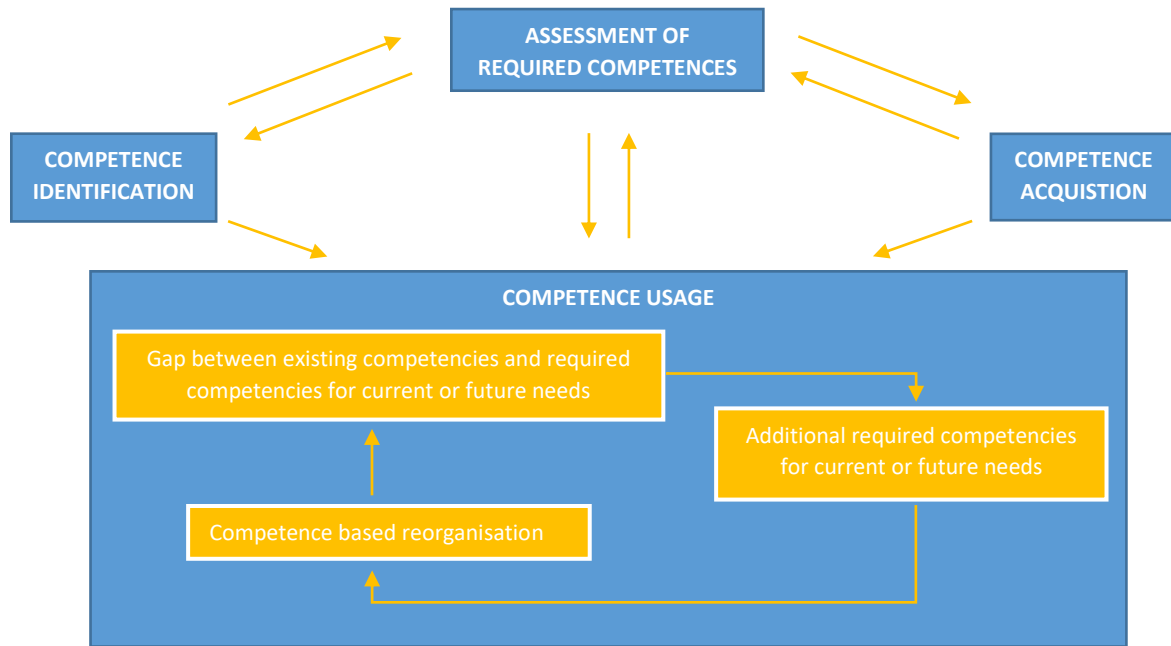 ASSESSMENT OF
REQUIRED COMPETENCES
COMPETENCE
IDENTIFICATION
COMPETENCE
ACQUISTION
COMPETENCE USAGE
Gap between existing competencies and required
competencies for current or future needs
Additional required competencies
for current or future needs
Competence based reorganisation